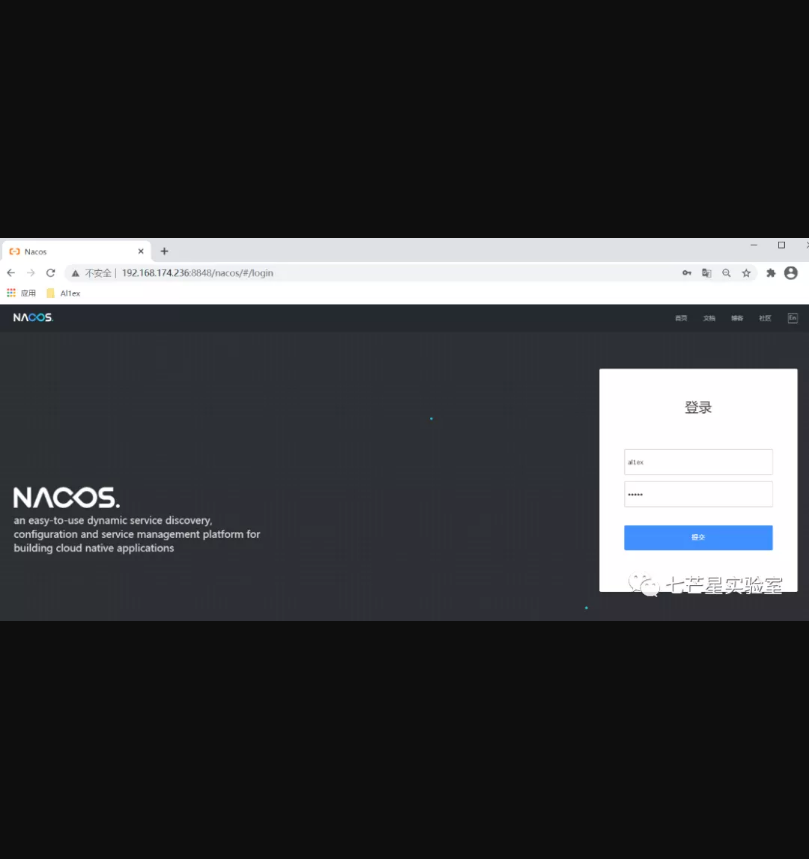 Nacos
不安全 | 192.168.174.236:8848/nacos/#/login
应用 Al1ex
NACOS.
首页 文档 博客 社区 En
登录
al1ex
•••••
提交
NACOS.
an easy-to-use dynamic service discovery,
configuration and service management platform for
building cloud native applications
七芒星实验室